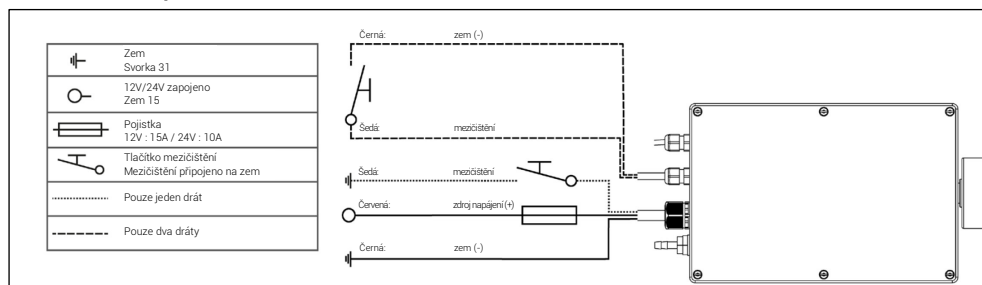 Zem
Svorka 31
12V/24V zapojeno
Zem 15
Pojistka
12V : 15A / 24V : 10A
Tlačítko mezičištění
Mezičištění připojeno na zem
Pouze jeden drát
Pouze dva dráty
Černá: zem (-)
Šedá: mezičištění
Šedá: mezičištění
Červená: zdroj napájení (+)
Černá: zem (-)